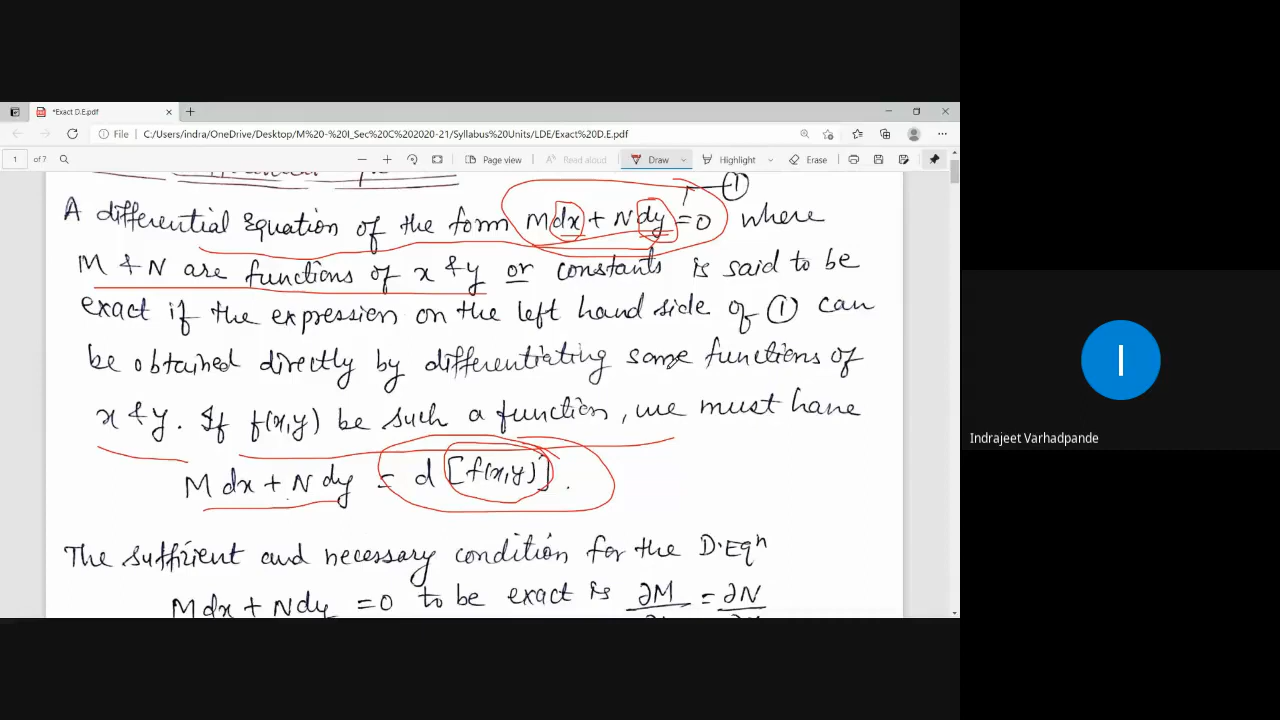 *Exact D.E.pdf
File C:/Users/indra/OneDrive/Desktop/M%20-%20I_Sec%20C%202020-21/Syllabus%20Units/LDE/Exact%20D.E.pdf
1 of 7 Page view Read aloud Draw Highlight Erase
①
A differential Equation of the form Mdx + Ndy = 0 where
M & N are functions of x & y or constants is said to be
exact if the expression on the left hand side of ① can
be obtained directly by differentiating some functions of
x & y. If f(x,y) be such a function, we must have
M dx + N dy = d [f(x,y)].
The sufficient and necessary condition for the D.Eqⁿ
Mdx + Ndy = 0 to be exact is ∂M = ∂N
I
Indrajeet Varhadpande